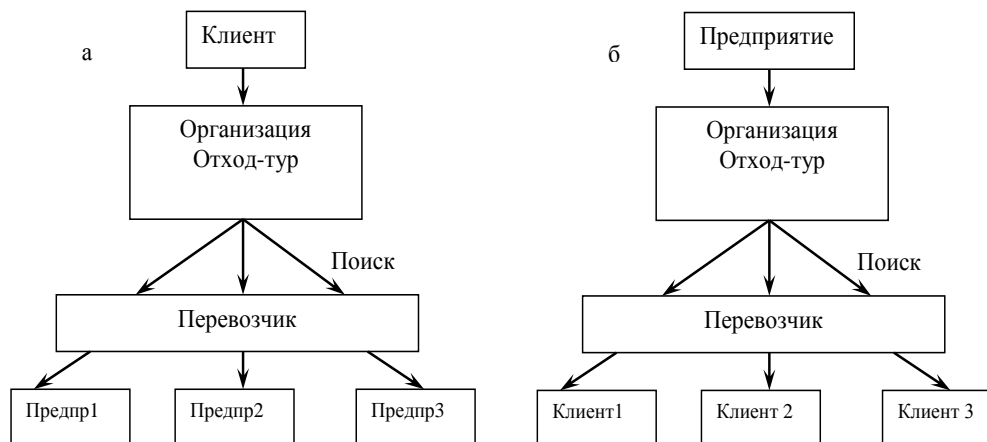 а
Клиент
Организация
Отход-тур
Поиск
Перевозчик
Предпр1
Предпр2
Предпр3
б
Предприятие
Организация
Отход-тур
Поиск
Перевозчик
Клиент1
Клиент 2
Клиент 3